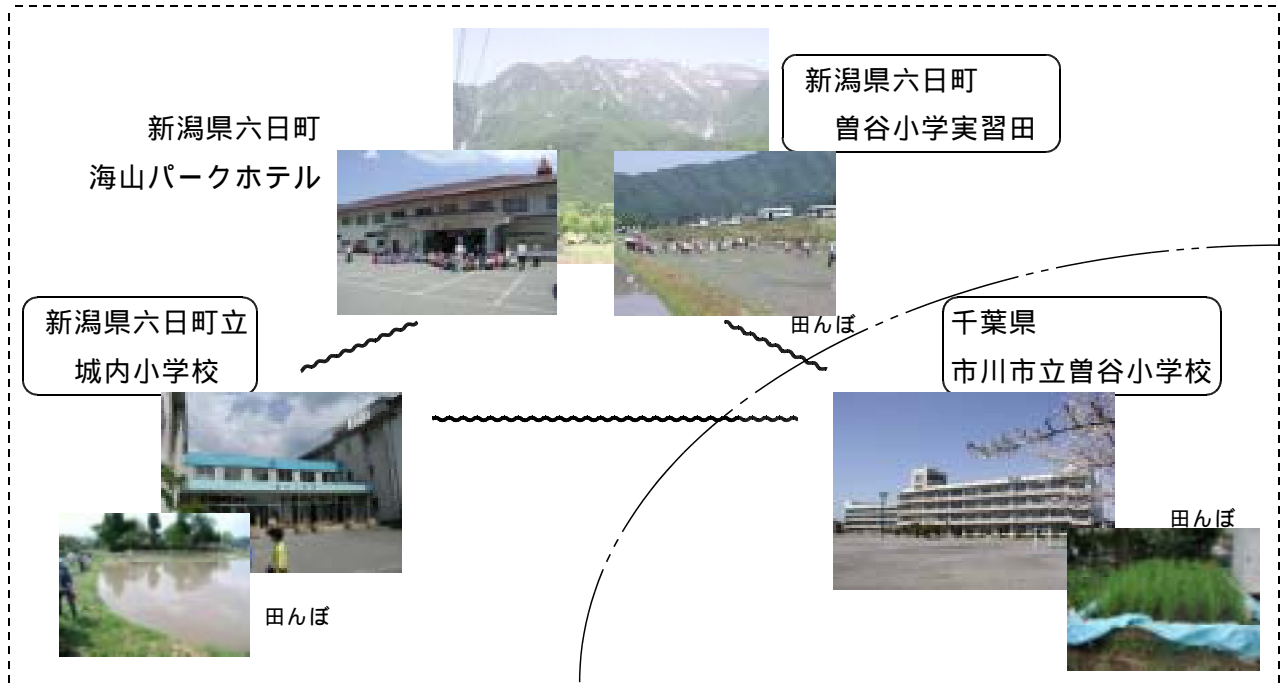 新潟県六日町
海山パークホテル
新潟県六日町
曽谷小学実習田
田んぼ
新潟県六日町立
城内小学校
田んぼ
千葉県
市川市立曽谷小学校
田んぼ